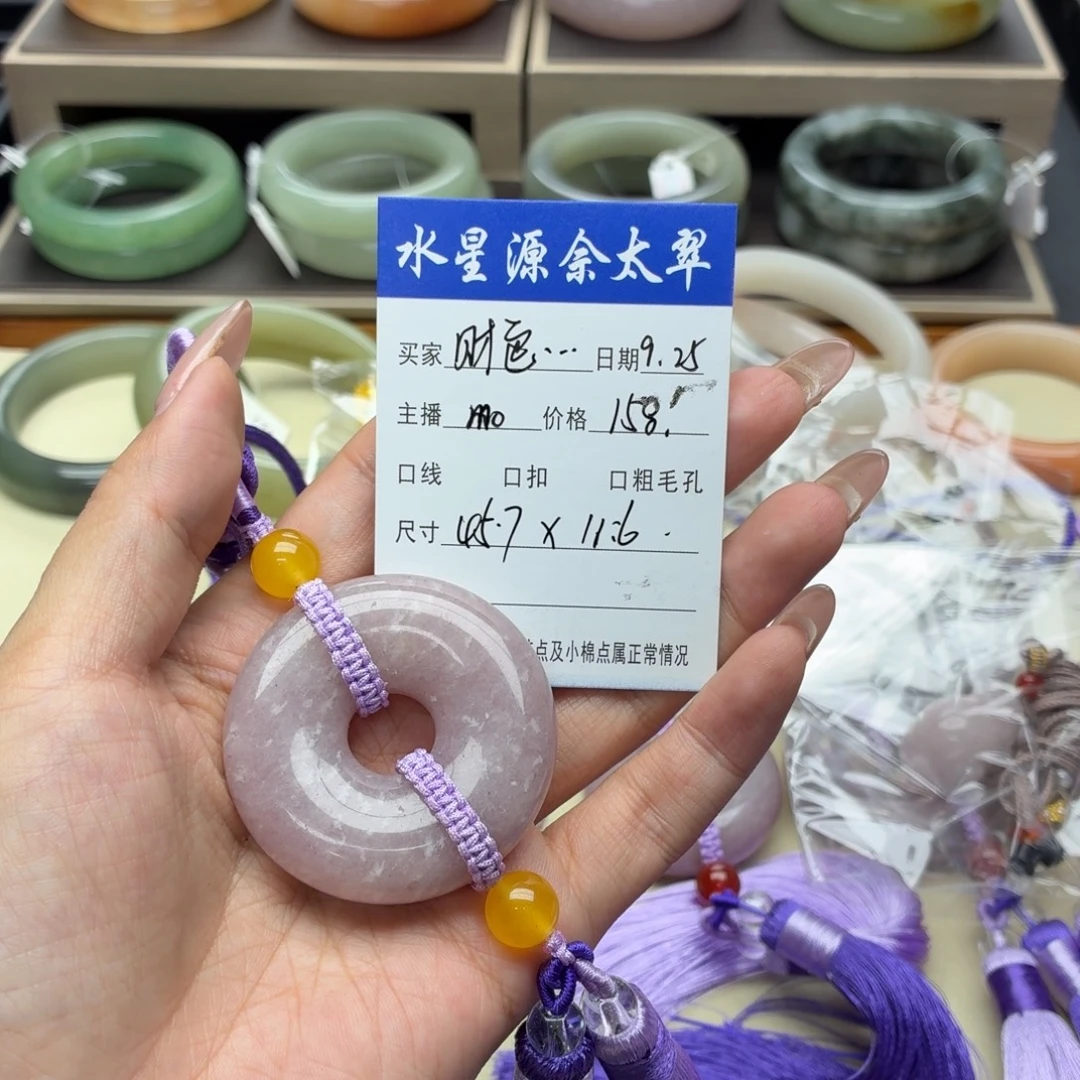 水星源佘太翠
买家 财运... 日期 9.25
主播 mo 价格 158.
口线 口扣 口粗毛孔
尺寸 45.7 x 11.6
点及小棉点属正常情况